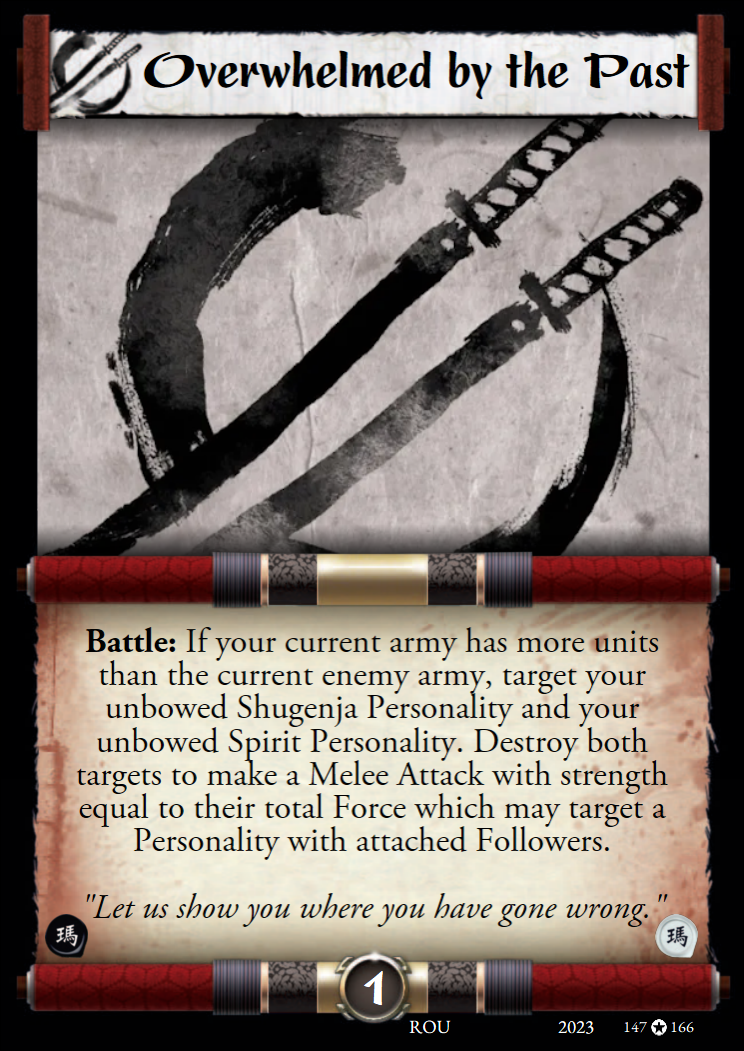 Overwhelmed by the Past
Battle: If your current army has more units
than the current enemy army, target your
unbowed Shugenja Personality and your
unbowed Spirit Personality. Destroy both
targets to make a Melee Attack with strength
equal to their total Force which may target a
Personality with attached Followers.
"Let us show you where you have gone wrong."
瑪 瑪
1
ROU 2023 147 166